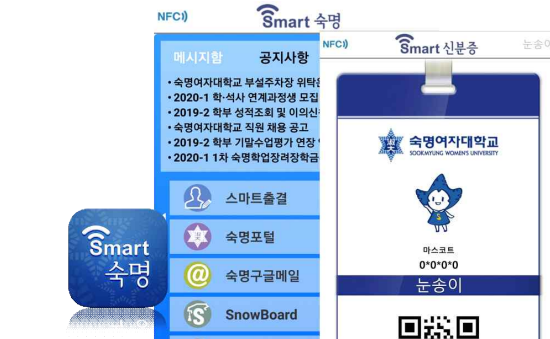 NFC
Smart 숙명
메시지함 공지사항
• 숙명여자대학교 부설주차장 위탁운
• 2020-1 학·석사 연계과정생 모집
• 2019-2 학부 성적조회 및 이의신
• 숙명여자대학교 직원 채용 공고
• 2019-2 학부 기말수업평가 연장
• 2020-1 1차 숙명학업장려장학금
스마트출결
숙명포털
@ 숙명구글메일
S SnowBoard
Smart
숙명
NFC
Smart 신분증
눈송이
숙명여자대학교
SOOKMYUNG WOMEN'S UNIVERSITY
마스코트
0*0*0*0
눈송이